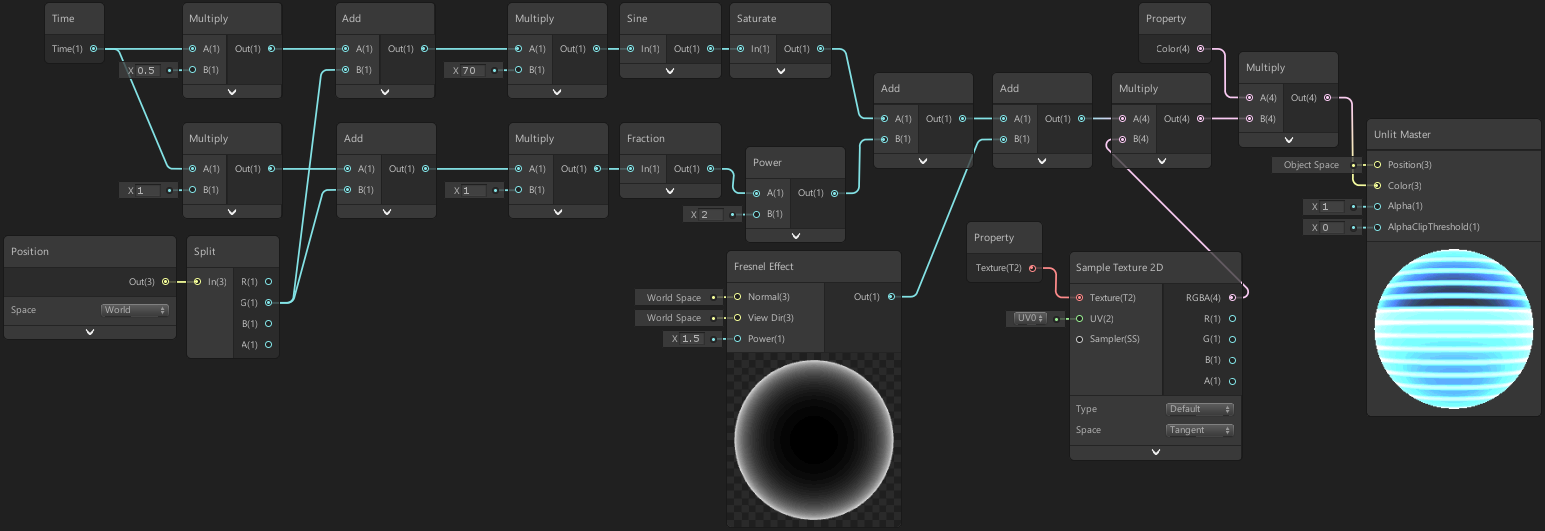 Time
Time(1)
Multiply
A(1) Out(1)
X 0.5 B(1)
Add
A(1) Out(1)
B(1)
Multiply
A(1) Out(1)
X 70 B(1)
Sine
In(1) Out(1)
Saturate
In(1) Out(1)
Property
Color(4)
Multiply
A(4) Out(4)
B(4)
Add
A(1) Out(1)
B(1)
Add
A(1) Out(1)
B(1)
Multiply
A(4) Out(4)
B(4)
Multiply
A(1) Out(1)
X 1 B(1)
Add
A(1) Out(1)
B(1)
Multiply
A(1) Out(1)
X 1 B(1)
Fraction
In(1) Out(1)
Power
A(1) Out(1)
X 2 B(1)
Unlit Master
Object Space Position(3)
Color(3)
X 1 Alpha(1)
X 0 AlphaClipThreshold(1)
Position
Out(3)
Space World
Split
In(3) R(1)
G(1)
B(1)
A(1)
Fresnel Effect
World Space Normal(3) Out(1)
World Space View Dir(3)
X 1.5 Power(1)
Property
Texture(T2)
Sample Texture 2D
Texture(T2) RGBA(4)
UV0 UV(2) R(1)
Sampler(SS) G(1)
B(1)
A(1)
Type Default
Space Tangent